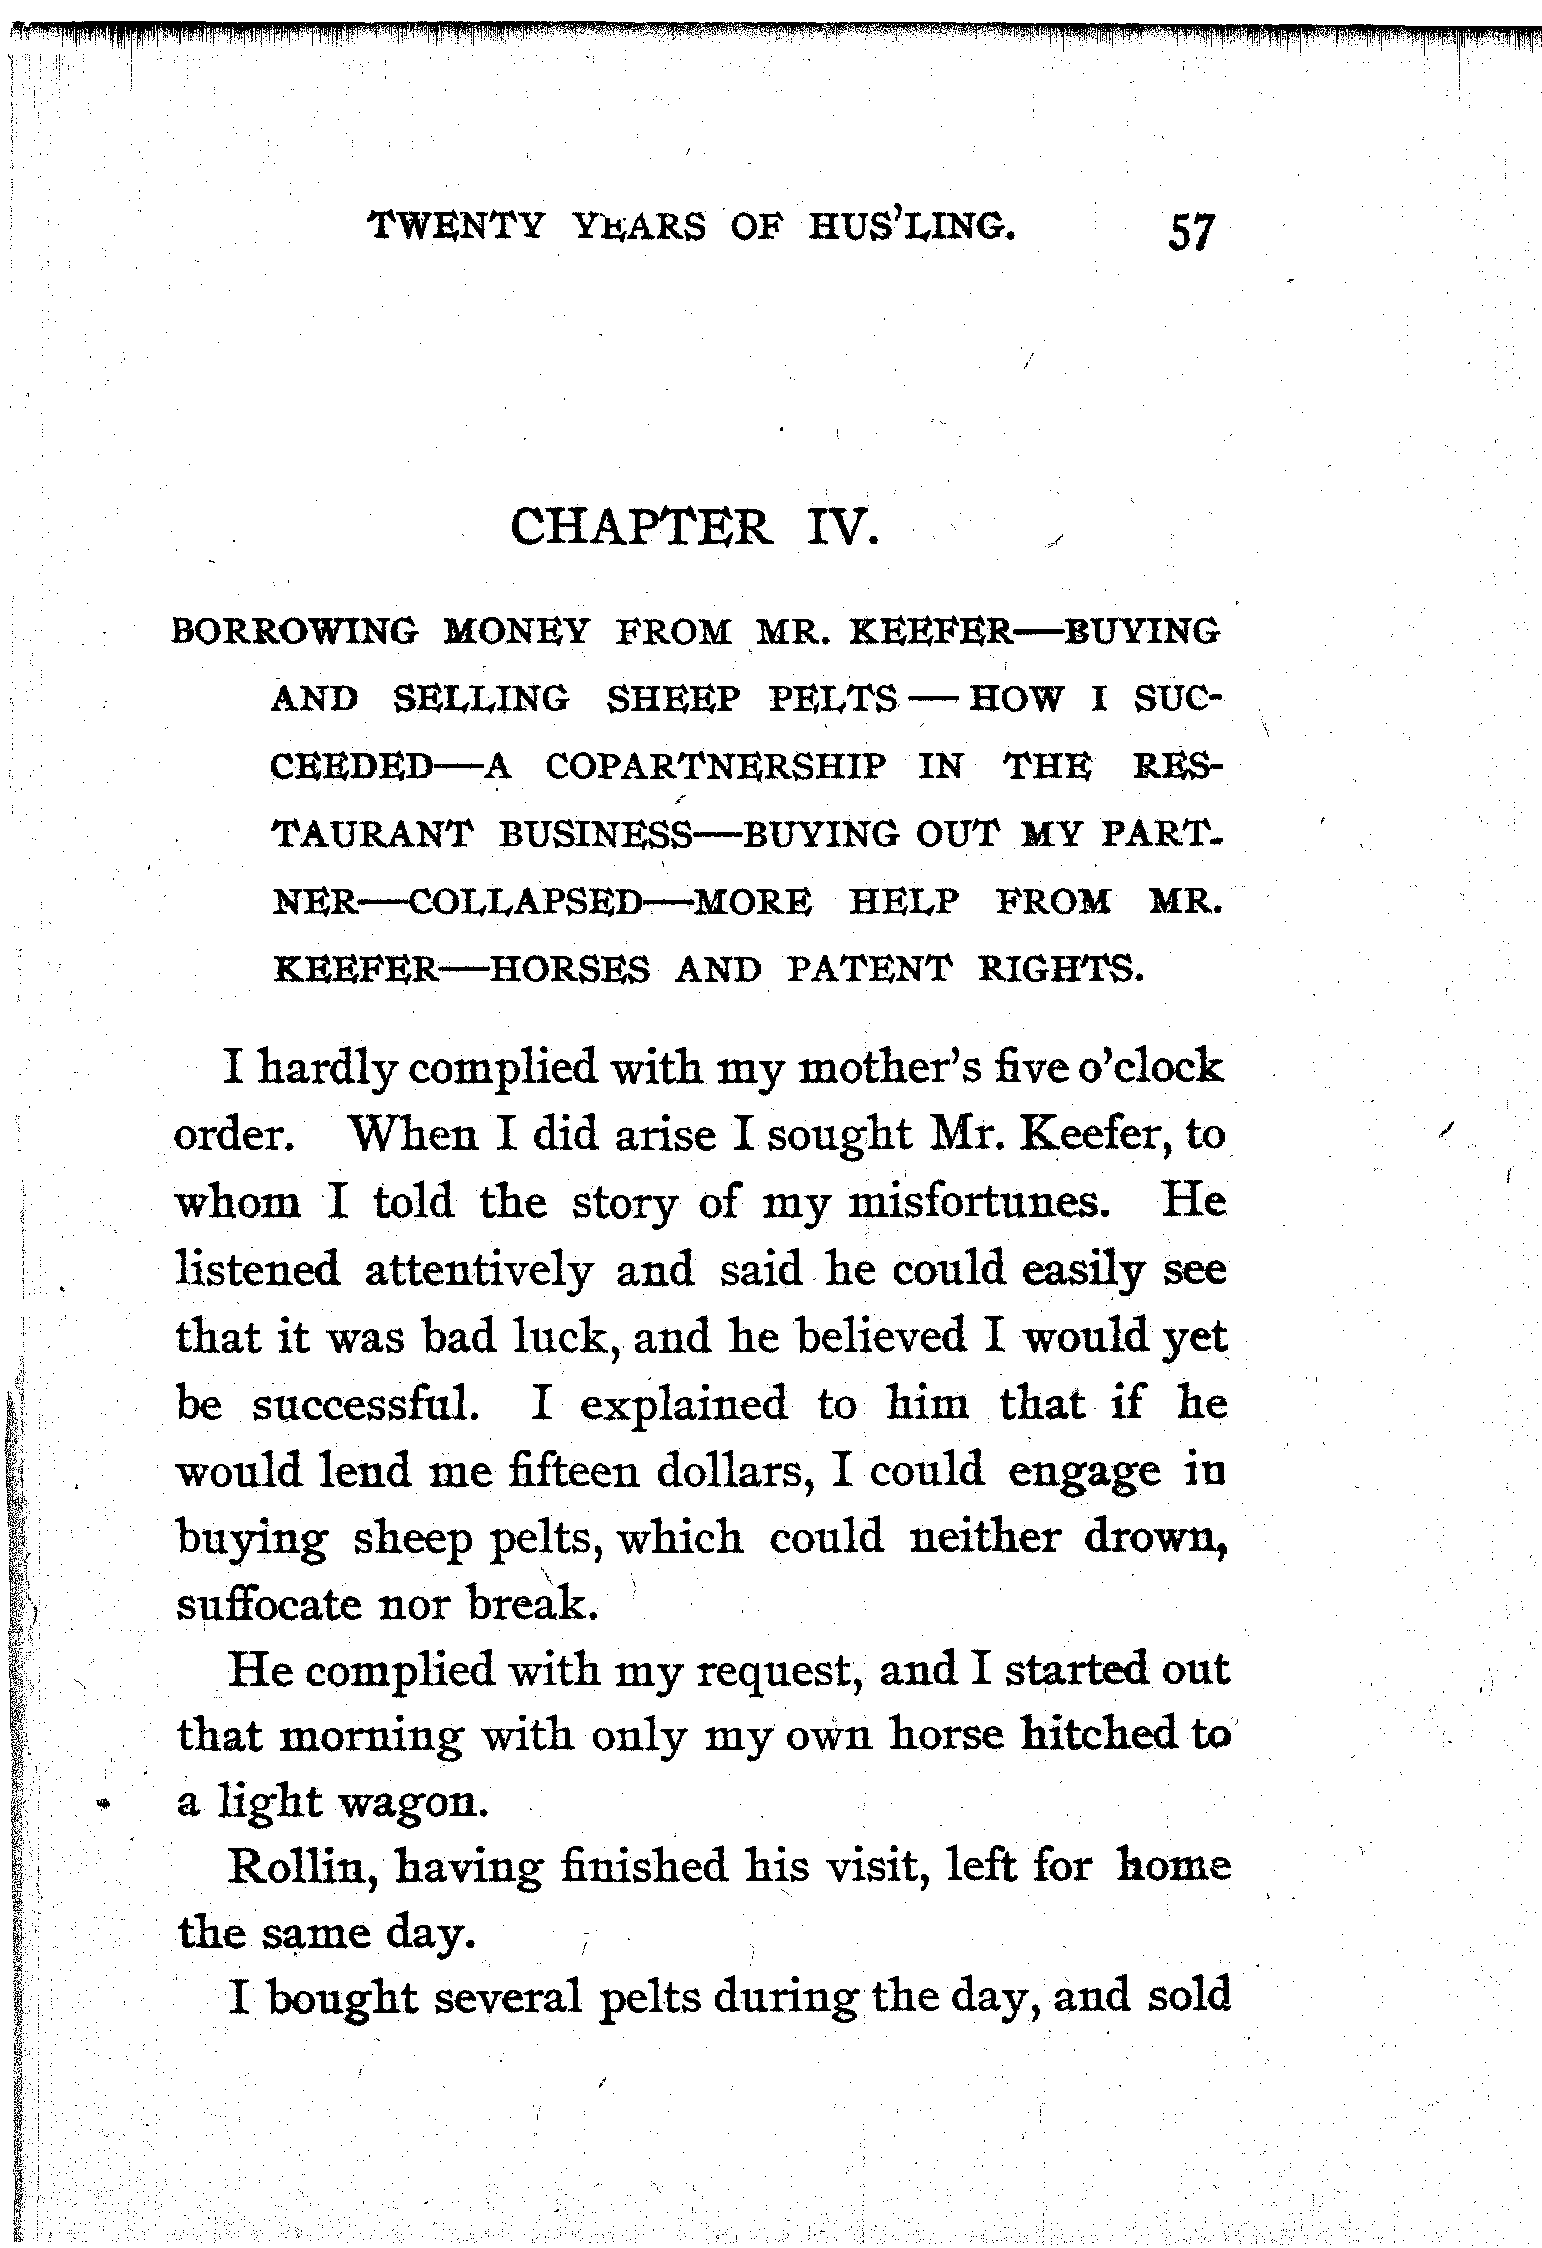 TWENTY YEARS OF HUS'LING. 57
CHAPTER IV.
BORROWING MONEY FROM MR. KEEFER—BUYING
AND SELLING SHEEP PELTS — HOW I SUC-
CEEDED—A COPARTNERSHIP IN THE RES-
TAURANT BUSINESS—BUYING OUT MY PART-
NER—COLLAPSED—MORE HELP FROM MR.
KEEFER—HORSES AND PATENT RIGHTS.
I hardly complied with my mother's five o'clock
order. When I did arise I sought Mr. Keefer, to
whom I told the story of my misfortunes. He
listened attentively and said he could easily see
that it was bad luck, and he believed I would yet
be successful. I explained to him that if he
would lend me fifteen dollars, I could engage in
buying sheep pelts, which could neither drown,
suffocate nor break.
He complied with my request, and I started out
that morning with only my own horse hitched to
a light wagon.
Rollin, having finished his visit, left for home
the same day.
I bought several pelts during the day, and sold